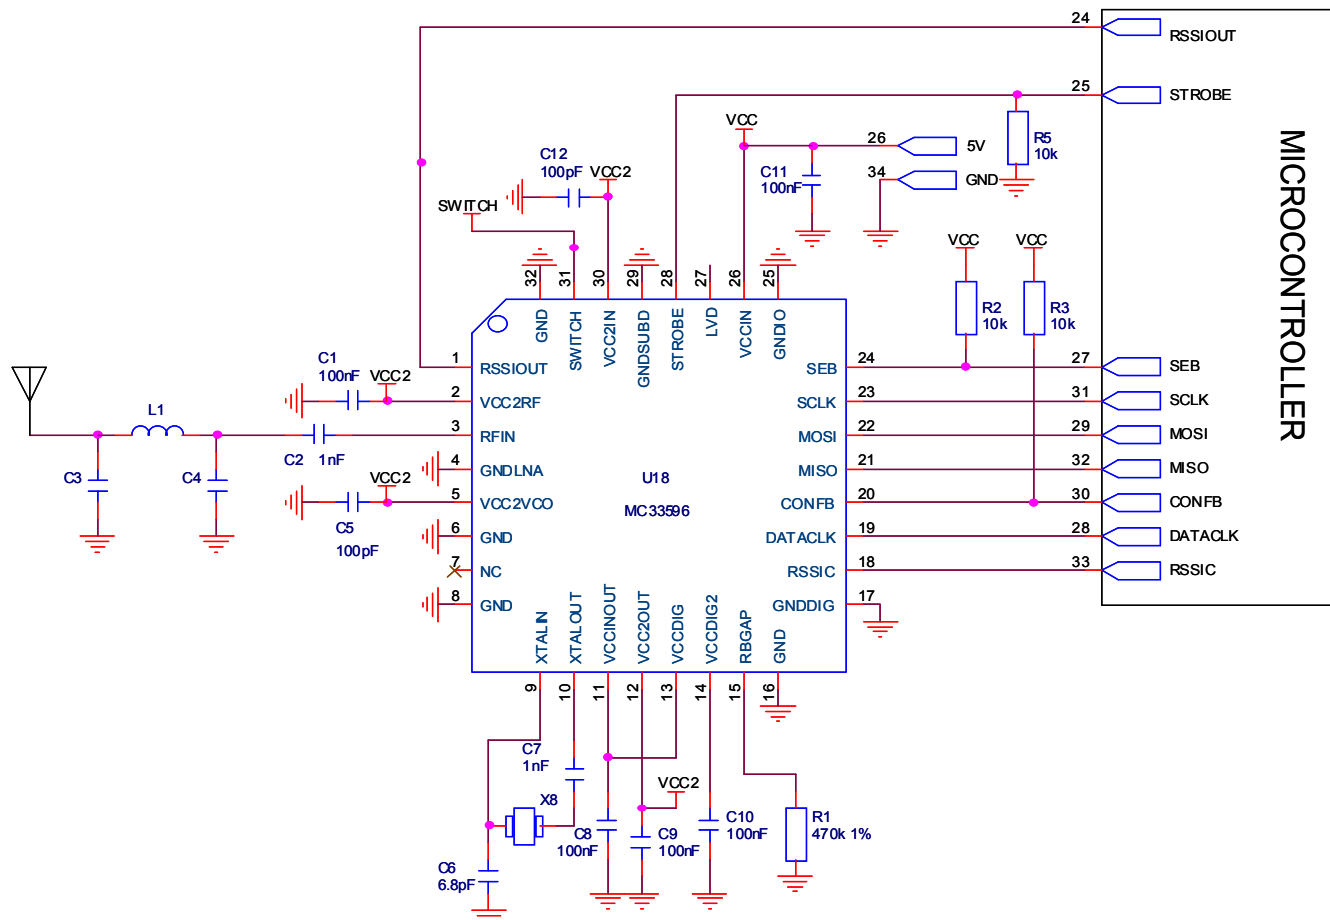 24
RSSIOUT
25
STROBE
VCC
26
5V
R5
10k
C12
100pF
VCC2
C11
100nF
34
GND
SWITCH
MICROCONTROLLER
VCC
VCC
32
31
30
29
28
27
26
25
GND
SWITCH
VCC2IN
GNDSUBD
STROBE
LVD
VCCIN
GNDIO
R2
10k
R3
10k
C1
100nF
VCC2
1
RSSIOUT
SEB
24
27
SEB
2
VCC2RF
SCLK
23
31
SCLK
L1
C2
1nF
3
RFIN
MOSI
22
29
MOSI
C3
C4
4
GNDLNA
MISO
21
32
MISO
U18
MC33596
VCC2
C5
100pF
5
VCC2VCO
CONFB
20
30
CONFB
6
GND
DATACLK
19
28
DATACLK
7
NC
RSSIC
18
33
RSSIC
8
GND
GNDDIG
17
XTALIN
XTALOUT
VCCINOUT
VCC2OUT
VCCDIG
VCCDIG2
RBGAP
GND
9
10
11
12
13
14
15
16
C7
1nF
X8
VCC2
C8
100nF
C9
100nF
C10
100nF
R1
470k 1%
C6
6.8pF